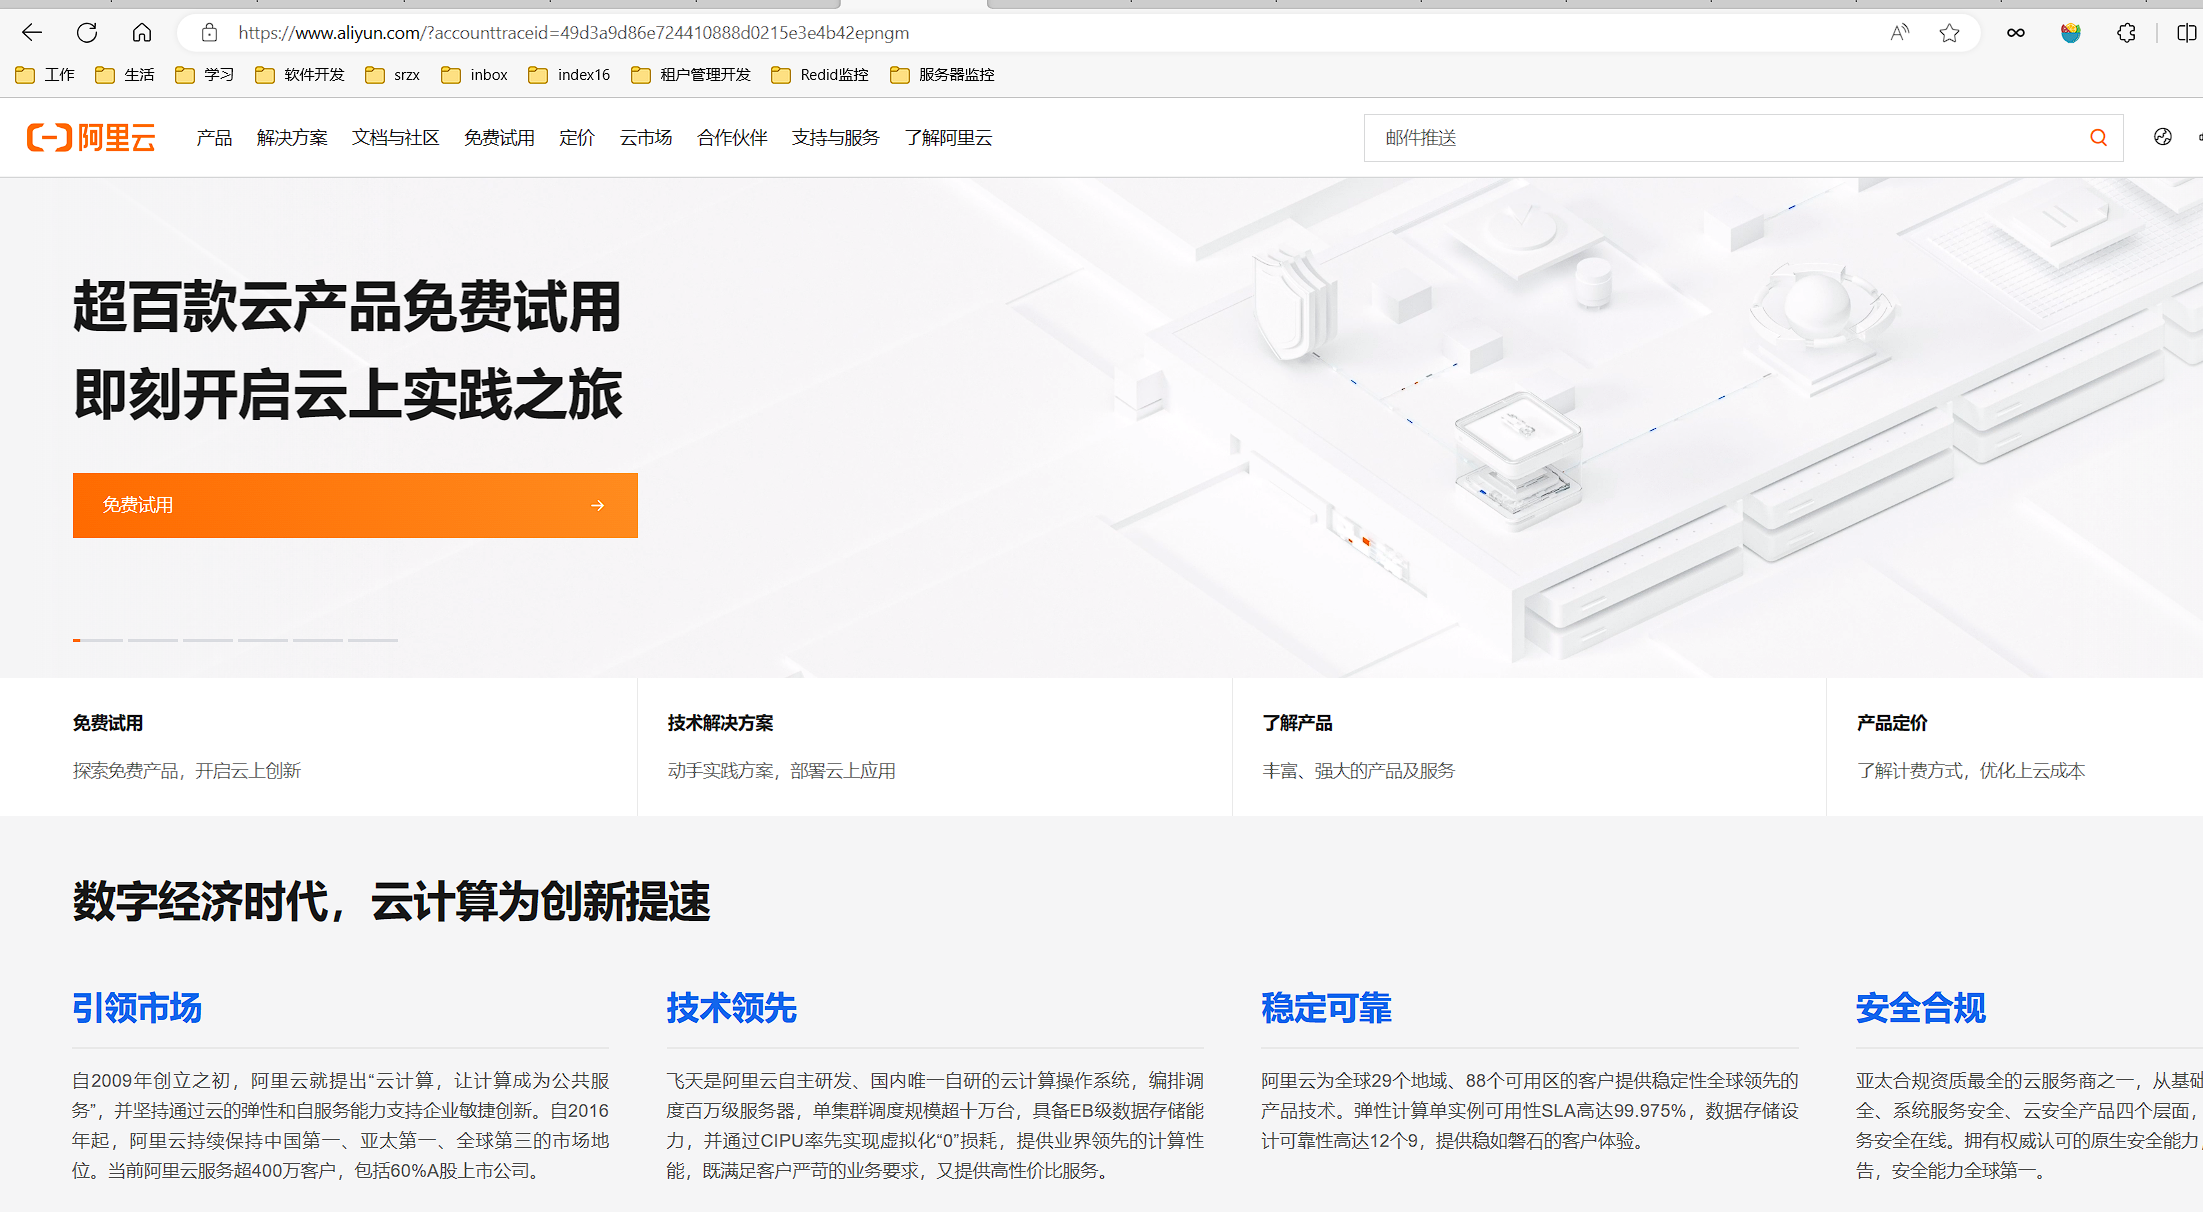 https://www.aliyun.com/?accounttraceid=49d3a9d86e724410888d0215e3e4b42epngm
工作 生活 学习 软件开发 srzx inbox index16 租户管理开发 Redid监控 服务器监控
阿里云 产品 解决方案 文档与社区 免费试用 定价 云市场 合作伙伴 支持与服务 了解阿里云 邮件推送
超百款云产品免费试用
即刻开启云上实践之旅
免费试用
免费试用 技术解决方案 了解产品 产品定价
探索免费产品，开启云上创新 动手实践方案，部署云上应用 丰富、强大的产品及服务 了解计费方式，优化上云成本
数字经济时代，云计算为创新提速
引领市场
自2009年创立之初，阿里云就提出“云计算，让计算成为公共服
务”，并坚持通过云的弹性和自服务能力支持企业敏捷创新。自2016
年起，阿里云持续保持中国第一、亚太第一、全球第三的市场地
位。当前阿里云服务超400万客户，包括60%A股上市公司。
技术领先
飞天是阿里云自主研发、国内唯一自研的云计算操作系统，编排调
度百万级服务器，单集群调度规模超十万台，具备EB级数据存储能
力，并通过CIPU率先实现虚拟化“0”损耗，提供业界领先的计算性
能，既满足客户严苛的业务要求，又提供高性价比服务。
稳定可靠
阿里云为全球29个地域、88个可用区的客户提供稳定性全球领先的
产品技术。弹性计算单实例可用性SLA高达99.975%，数据存储设
计可靠性高达12个9，提供稳如磐石的客户体验。
安全合规
亚太合规资质最全的云服务商之一，从基础
全、系统服务安全、云安全产品四个层面，
务安全在线。拥有权威认可的原生安全能力，
告，安全能力全球第一。